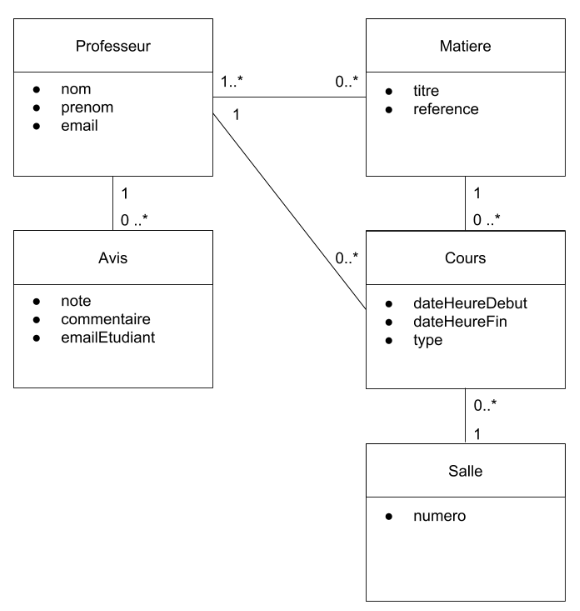 Professeur
● nom
● prenom
● email
1..*
0..*
Matiere
● titre
● reference
1
0..*
1
0 ..*
1
0 ..*
Avis
● note
● commentaire
● emailEtudiant
Cours
● dateHeureDebut
● dateHeureFin
● type
0..*
1
Salle
● numero